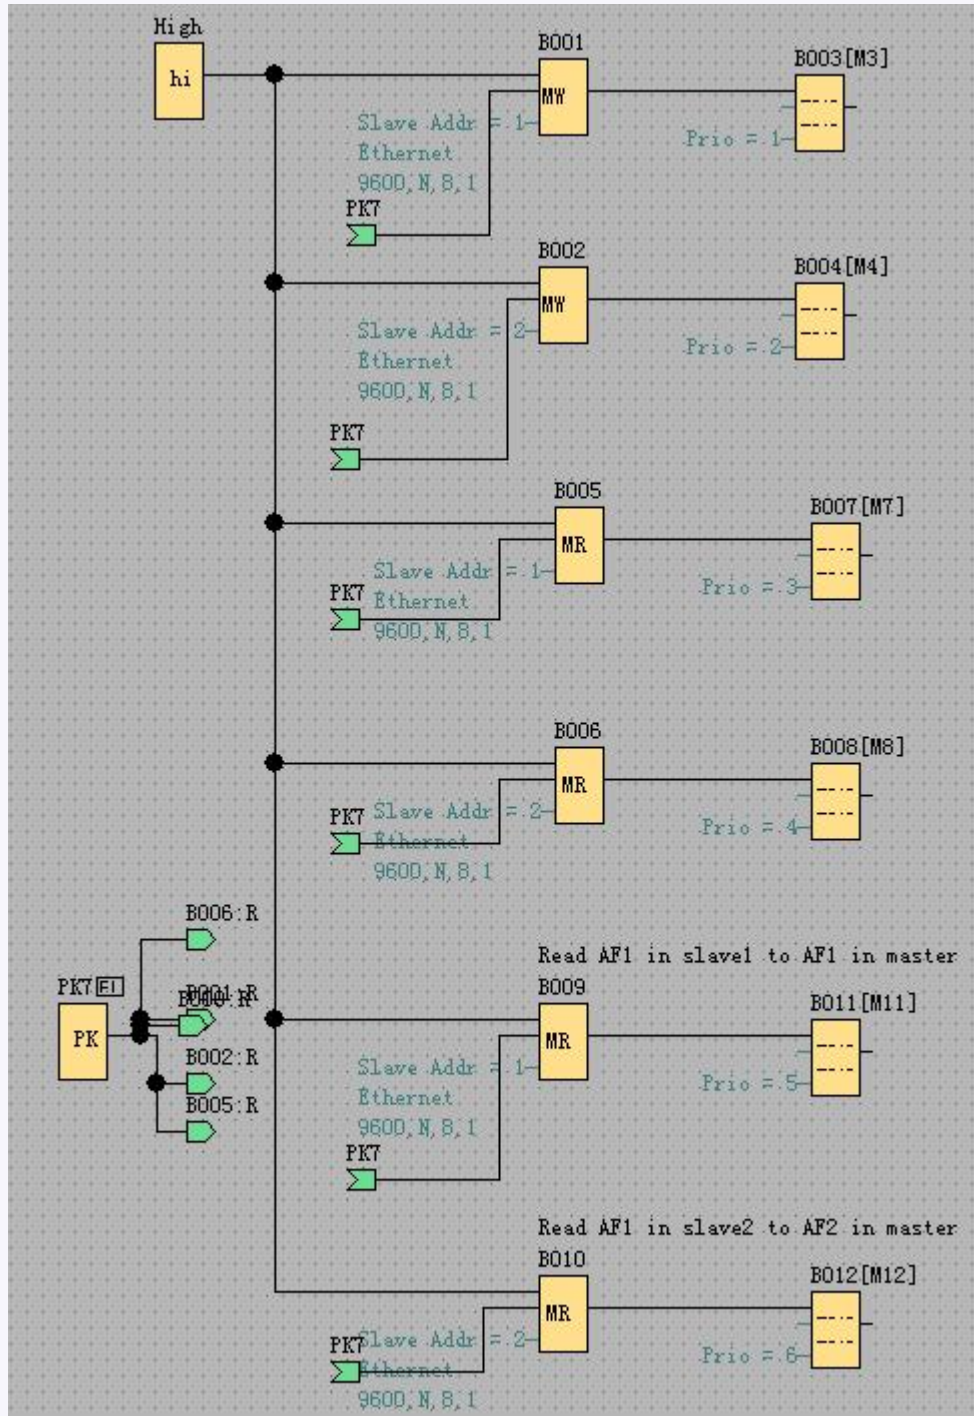 High
hi
B001
MW
B003[M3]
Slave Addr = 1
Ethernet
9600,N,8,1
Prio = 1
PK7
B002
MW
B004[M4]
Slave Addr = 2
Ethernet
9600,N,8,1
Prio = 2
PK7
B005
MR
B007[M7]
Slave Addr = 1
PK7
Ethernet
9600,N,8,1
Prio = 3
B006
MR
B008[M8]
PK7
Slave Addr = 2
Ethernet
9600,N,8,1
Prio = 4
B006:R
PK7
PK
B001:R
B002:R
B005:R
Read AF1 in slave1 to AF1 in master
B009
MR
B011[M11]
Slave Addr = 1
Ethernet
9600,N,8,1
Prio = 5
PK7
Read AF1 in slave2 to AF2 in master
B010
MR
B012[M12]
PK7
Slave Addr = 2
Ethernet
9600,N,8,1
Prio = 6